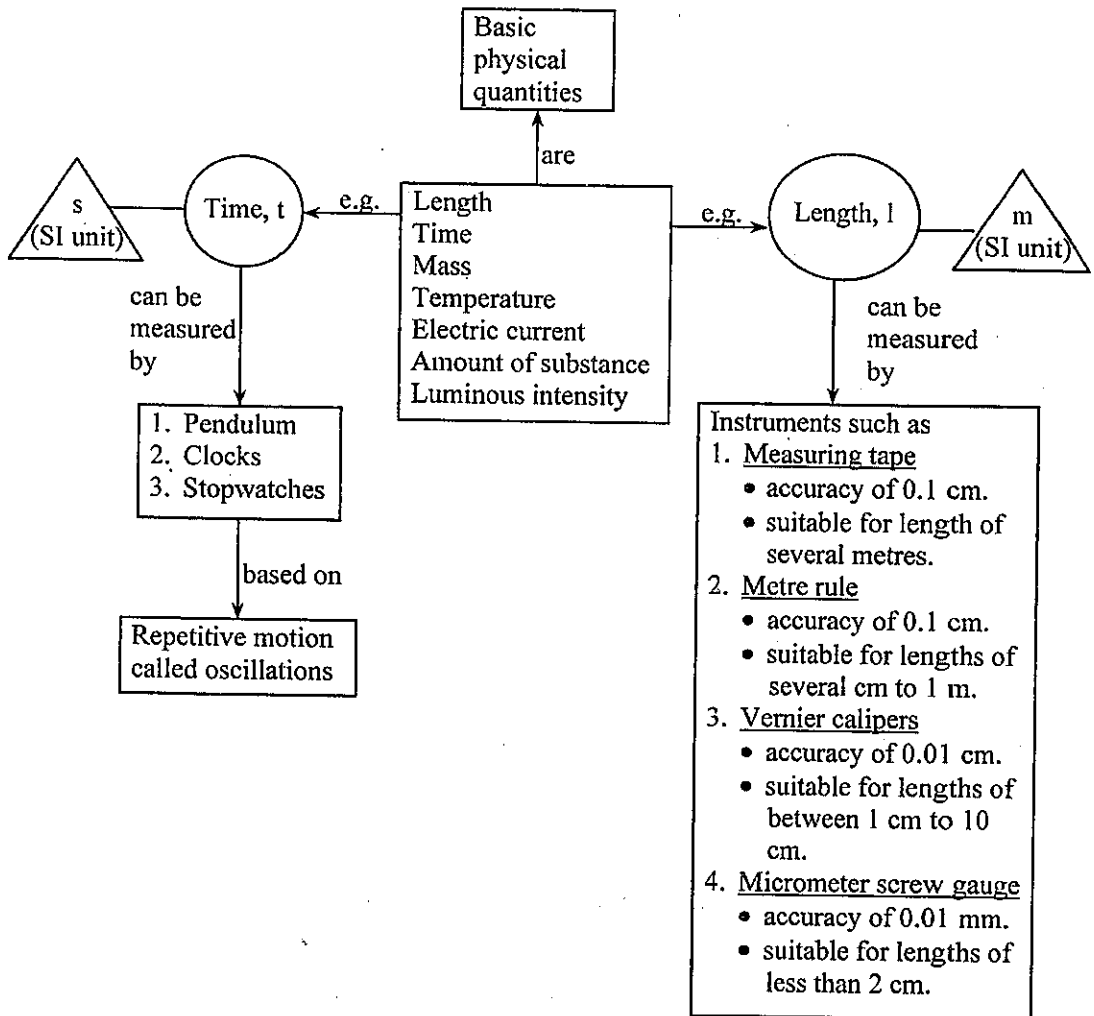 Basic
physical
quantities
are
s
(SI unit)
Time, t
e.g.
Length
Time
Mass
Temperature
Electric current
Amount of substance
Luminous intensity
e.g.
Length, l
m
(SI unit)
can be
measured
by
1. Pendulum
2. Clocks
3. Stopwatches
based on
Repetitive motion
called oscillations
can be
measured
by
Instruments such as
1. Measuring tape
• accuracy of 0.1 cm.
• suitable for length of
several metres.
2. Metre rule
• accuracy of 0.1 cm.
• suitable for lengths of
several cm to 1 m.
3. Vernier calipers
• accuracy of 0.01 cm.
• suitable for lengths of
between 1 cm to 10
cm.
4. Micrometer screw gauge
• accuracy of 0.01 mm.
• suitable for lengths of
less than 2 cm.